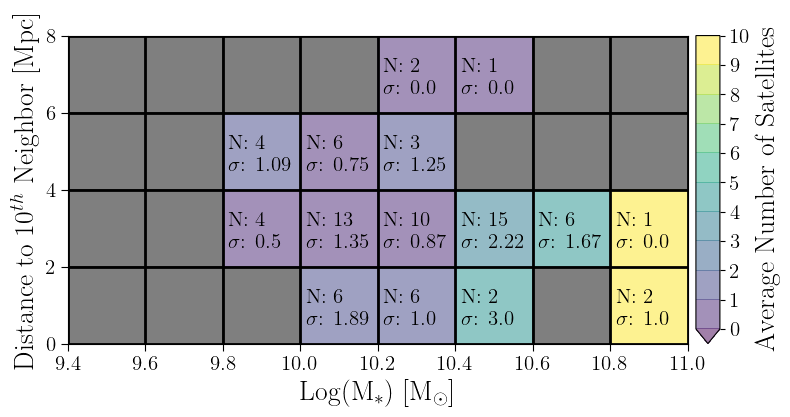 Distance to 10^th Neighbor [Mpc]
8
6
4
2
0
N: 2
σ: 0.0
N: 1
σ: 0.0
N: 4
σ: 1.09
N: 6
σ: 0.75
N: 3
σ: 1.25
N: 4
σ: 0.5
N: 13
σ: 1.35
N: 10
σ: 0.87
N: 15
σ: 2.22
N: 6
σ: 1.67
N: 1
σ: 0.0
N: 6
σ: 1.89
N: 6
σ: 1.0
N: 2
σ: 3.0
N: 2
σ: 1.0
9.4 9.6 9.8 10.0 10.2 10.4 10.6 10.8 11.0
Log(M_*) [M_⊙]
10
9
8
7
6
5
4
3
2
1
0
Average Number of Satellites